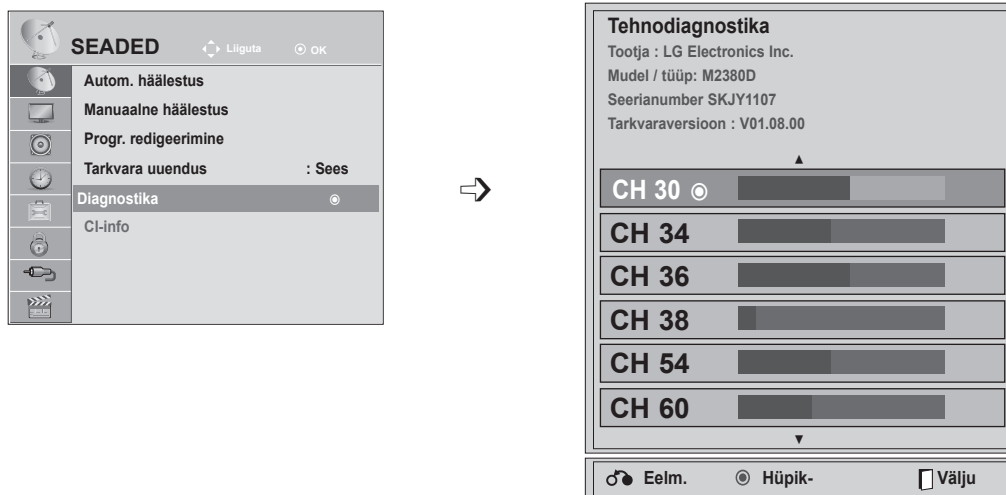 SEADED Liiguta OK
Autom. häälestus
Manuaalne häälestus
Progr. redigeerimine
Tarkvara uuendus : Sees
Diagnostika
CI-info
Tehnodiagnostika
Tootja : LG Electronics Inc.
Mudel / tüüp: M2380D
Seerianumber SKJY1107
Tarkvaraversioon : V01.08.00
CH 30
CH 34
CH 36
CH 38
CH 54
CH 60
Eelm. Hüpik- Välju